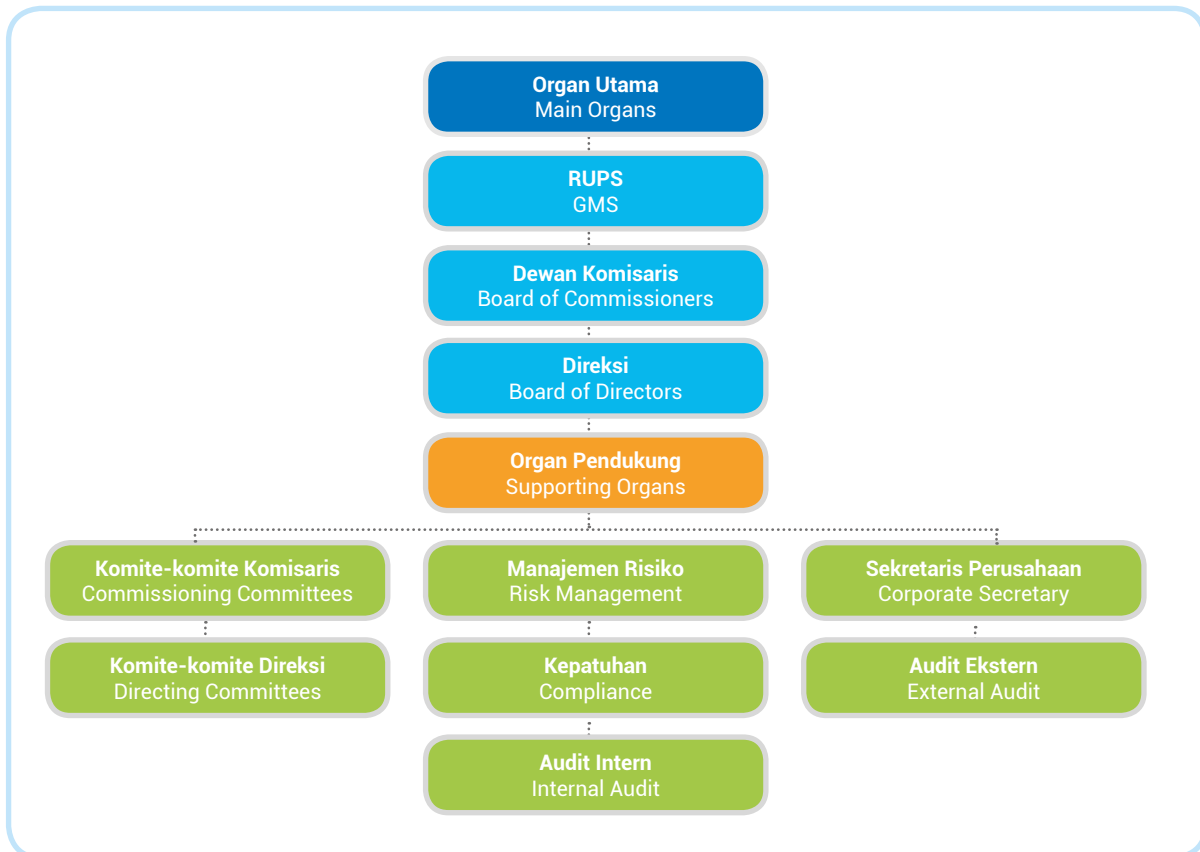 Organ Utama
Main Organs
RUPS
GMS
Dewan Komisaris
Board of Commissioners
Direksi
Board of Directors
Organ Pendukung
Supporting Organs
Komite-komite Komisaris
Commissioning Committees
Manajemen Risiko
Risk Management
Sekretaris Perusahaan
Corporate Secretary
Komite-komite Direksi
Directing Committees
Kepatuhan
Compliance
Audit Ekstern
External Audit
Audit Intern
Internal Audit